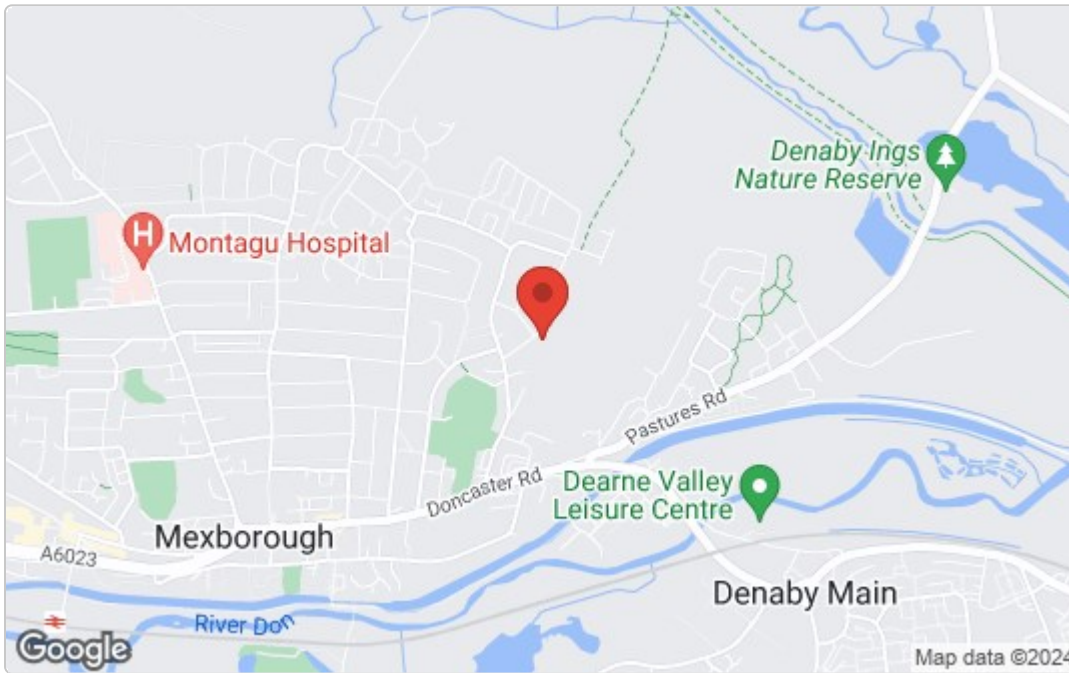 Denaby Ings
Nature Reserve
H
Montagu Hospital
Pastures Rd
Doncaster Rd
Dearne Valley
Leisure Centre
Mexborough
A6023
Denaby Main
River Don
Google
Map data ©2024